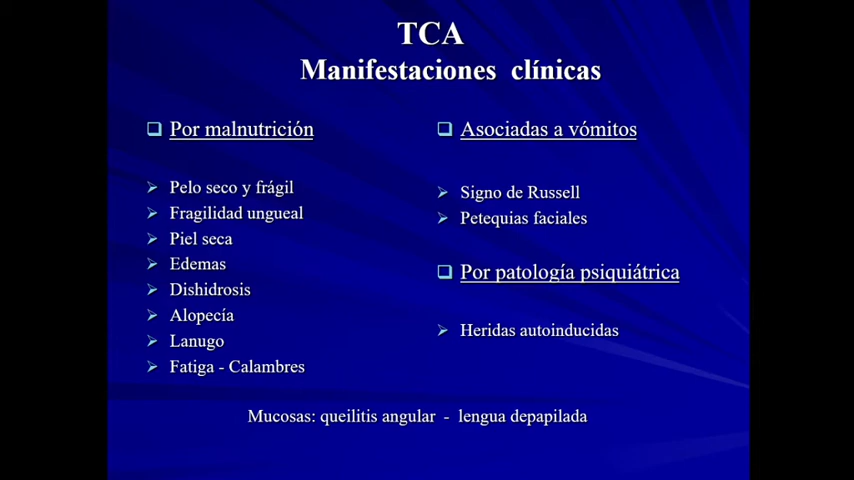 TCA
Manifestaciones clínicas
Por malnutrición
Pelo seco y frágil
Fragilidad ungueal
Piel seca
Edemas
Dishidrosis
Alopecía
Lanugo
Fatiga - Calambres
Asociadas a vómitos
Signo de Russell
Petequias faciales
Por patología psiquiátrica
Heridas autoinducidas
Mucosas: queilitis angular - lengua depapilada